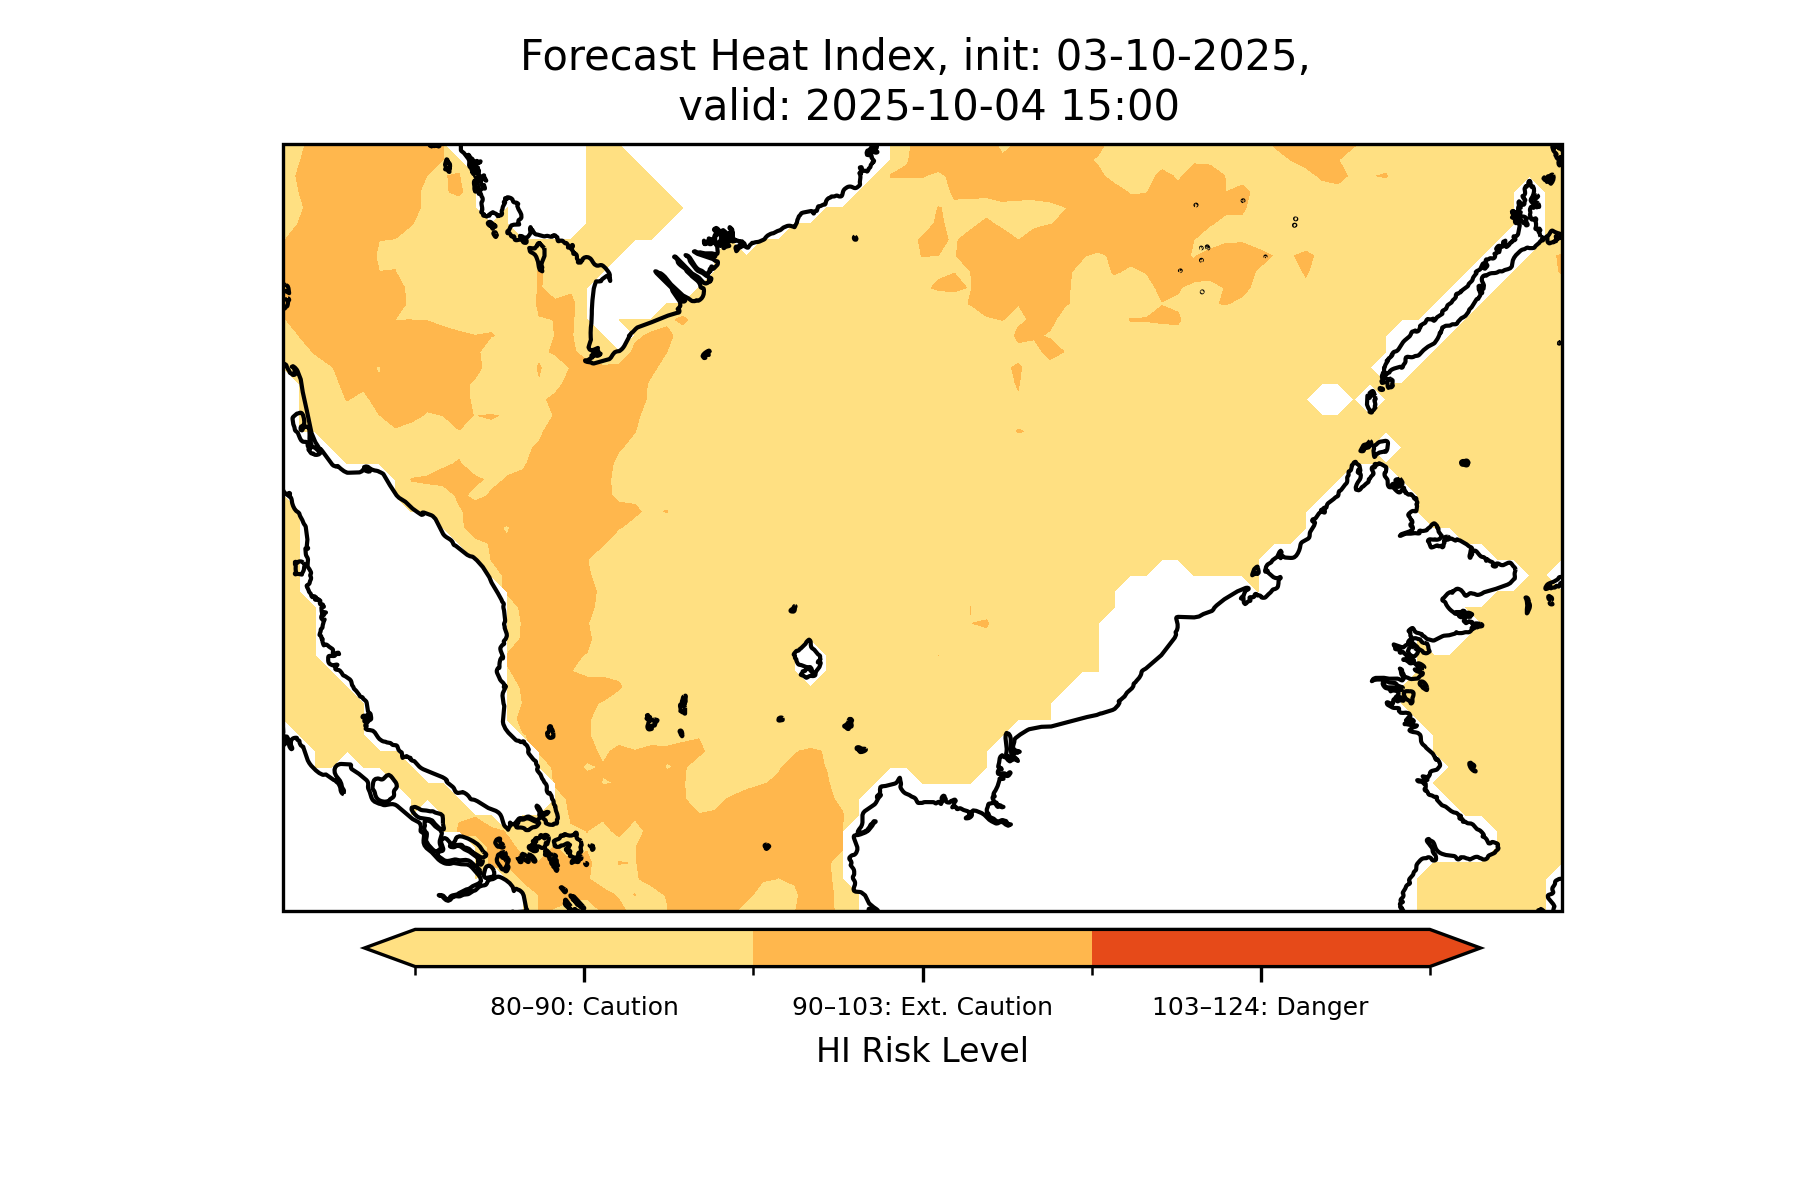 Forecast Heat Index, init: 03-10-2025,
valid: 2025-10-04 15:00
80–90: Caution
90–103: Ext. Caution
103–124: Danger
HI Risk Level